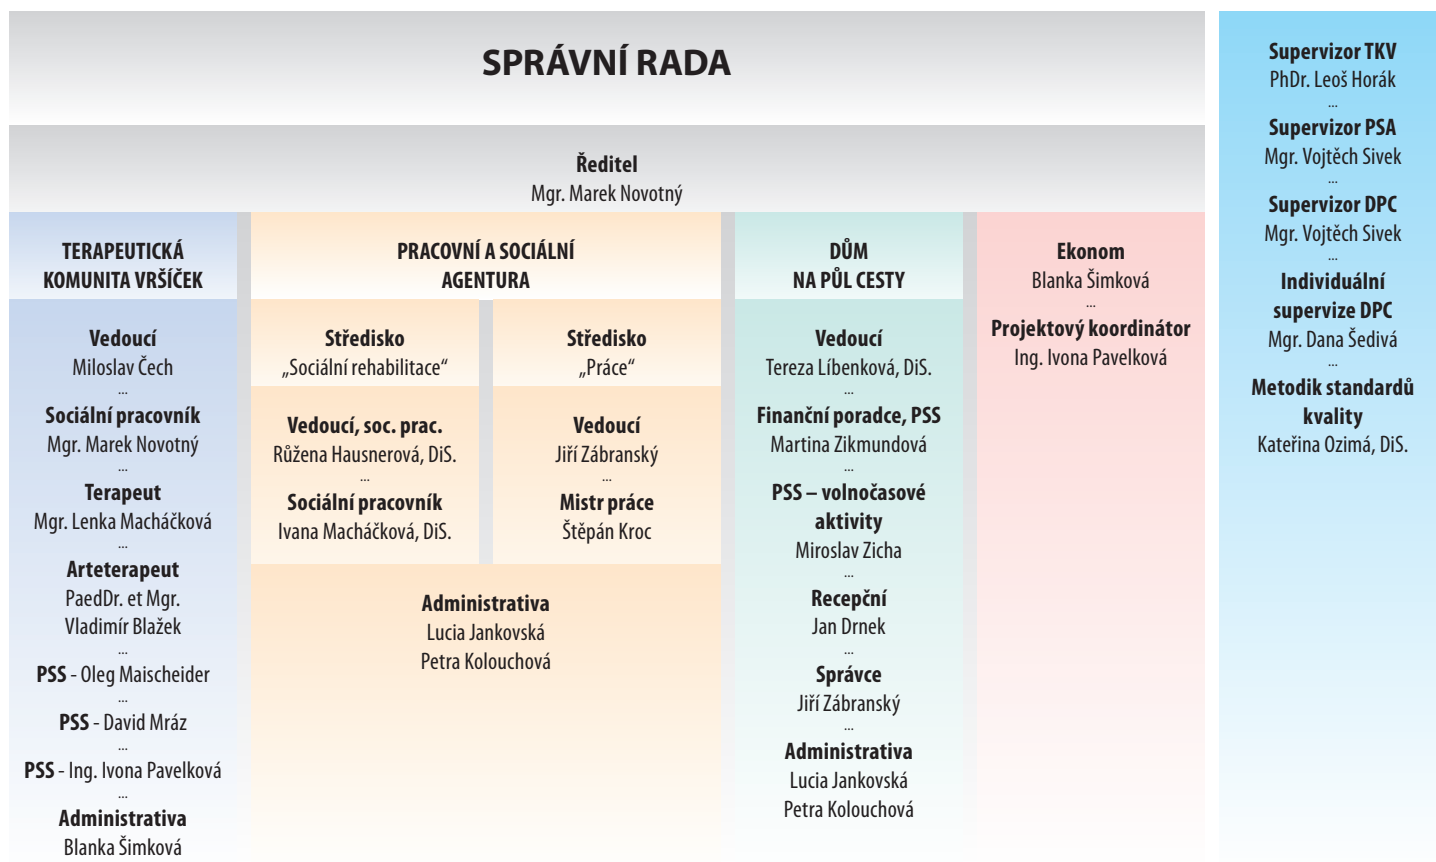 SPRÁVNÍ RADA
Ředitel
Mgr. Marek Novotný
TERAPEUTICKÁ
KOMUNITA VRŠÍČEK
Vedoucí
Miloslav Čech
...
Sociální pracovník
Mgr. Marek Novotný
...
Terapeut
Mgr. Lenka Macháčková
...
Arteterapeut
PaedDr. et Mgr.
Vladimír Blažek
...
PSS - Oleg Maischeider
...
PSS - David Mráz
...
PSS - Ing. Ivona Pavelková
...
Administrativa
Blanka Šimková
PRACOVNÍ A SOCIÁLNÍ
AGENTURA
Středisko
„Sociální rehabilitace“
Vedoucí, soc. prac.
Růžena Hausnerová, DiS.
...
Sociální pracovník
Ivana Macháčková, DiS.
Středisko
„Práce“
Vedoucí
Jiří Zábranský
...
Mistr práce
Štěpán Kroc
Administrativa
Lucia Jankovská
Petra Kolouchová
DŮM
NA PŮL CESTY
Vedoucí
Tereza Líbenková, DiS.
...
Finanční poradce, PSS
Martina Zikmundová
...
PSS – volnočasové
aktivity
Miroslav Zicha
...
Recepční
Jan Drnek
...
Správce
Jiří Zábranský
...
Administrativa
Lucia Jankovská
Petra Kolouchová
Ekonom
Blanka Šimková
...
Projektový koordinátor
Ing. Ivona Pavelková
Supervizor TKV
PhDr. Leoš Horák
...
Supervizor PSA
Mgr. Vojtěch Sivek
...
Supervizor DPC
Mgr. Vojtěch Sivek
...
Individuální
supervize DPC
Mgr. Dana Šedivá
...
Metodik standardů
kvality
Kateřina Ozimá, DiS.